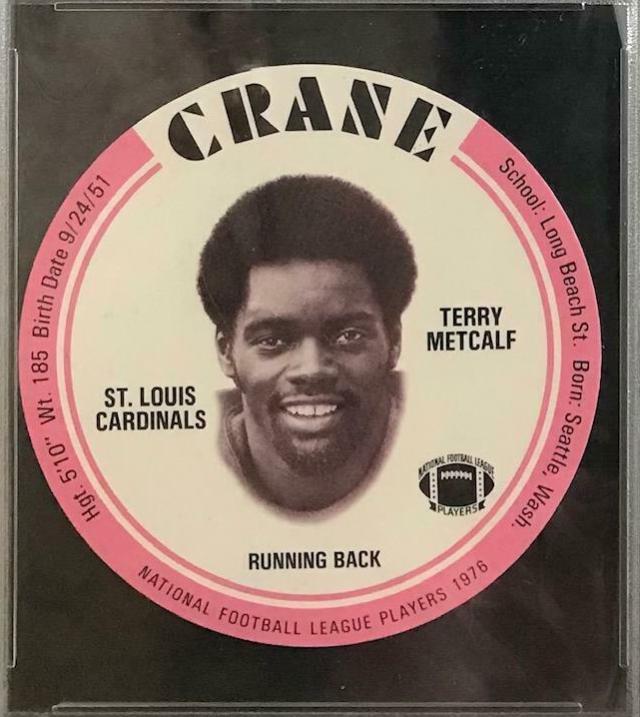 CRANE
Hgt. 5'10" Wt. 185 Birth Date 9/24/51
School: Long Beach St. Born: Seattle, Wash.
TERRY
METCALF
ST. LOUIS
CARDINALS
NATIONAL FOOTBALL LEAGUE
PLAYERS
RUNNING BACK
NATIONAL FOOTBALL LEAGUE PLAYERS 1976